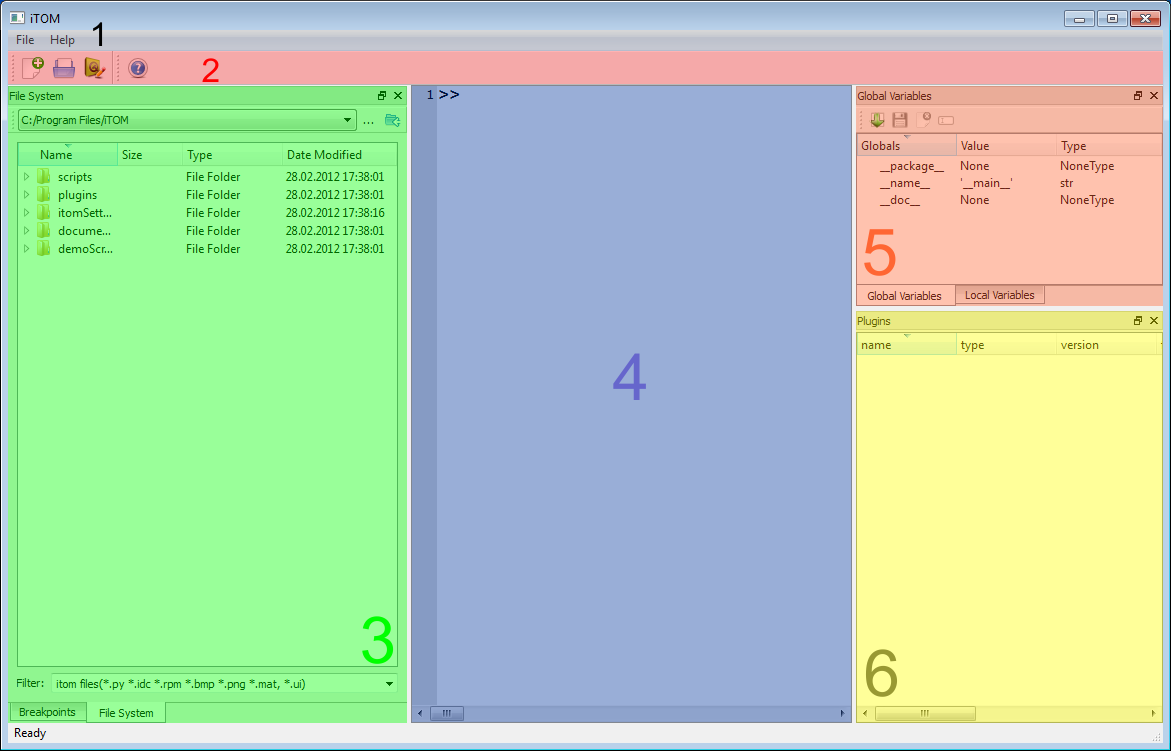 iTOM
File Help 1
2
File System
C:/Program Files/iTOM ...
Name Size Type Date Modified
scripts File Folder 28.02.2012 17:38:01
plugins File Folder 28.02.2012 17:38:01
itomSett... File Folder 28.02.2012 17:38:16
docume... File Folder 28.02.2012 17:38:01
demoScr... File Folder 28.02.2012 17:38:01
3
Filter: itom files(*.py *.idc *.rpm *.bmp *.png *.mat, *.ui)
Breakpoints File System
1 >>
4
Global Variables
Globals Value Type
__package__ None NoneType
__name__ '__main__' str
__doc__ None NoneType
5
Global Variables Local Variables
Plugins
name type version
6
Ready